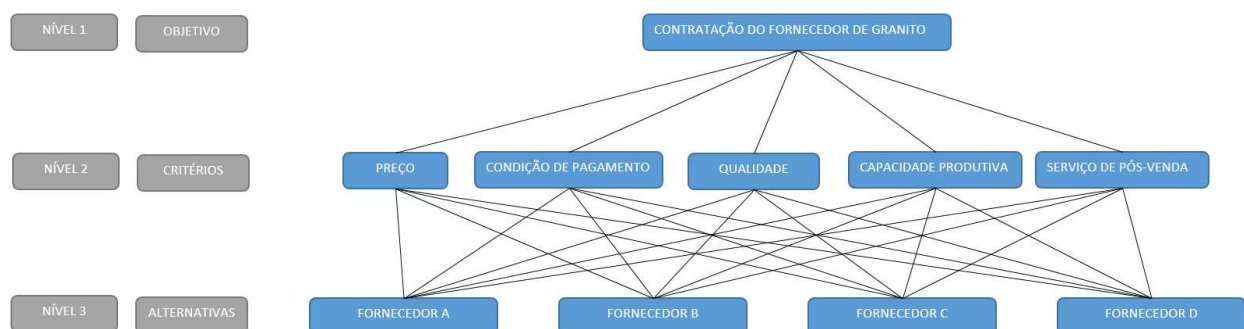 NÍVEL 1
OBJETIVO
CONTRATAÇÃO DO FORNECEDOR DE GRANITO
NÍVEL 2
CRITÉRIOS
PREÇO
CONDIÇÃO DE PAGAMENTO
QUALIDADE
CAPACIDADE PRODUTIVA
SERVIÇO DE PÓS-VENDA
NÍVEL 3
ALTERNATIVAS
FORNECEDOR A
FORNECEDOR B
FORNECEDOR C
FORNECEDOR D